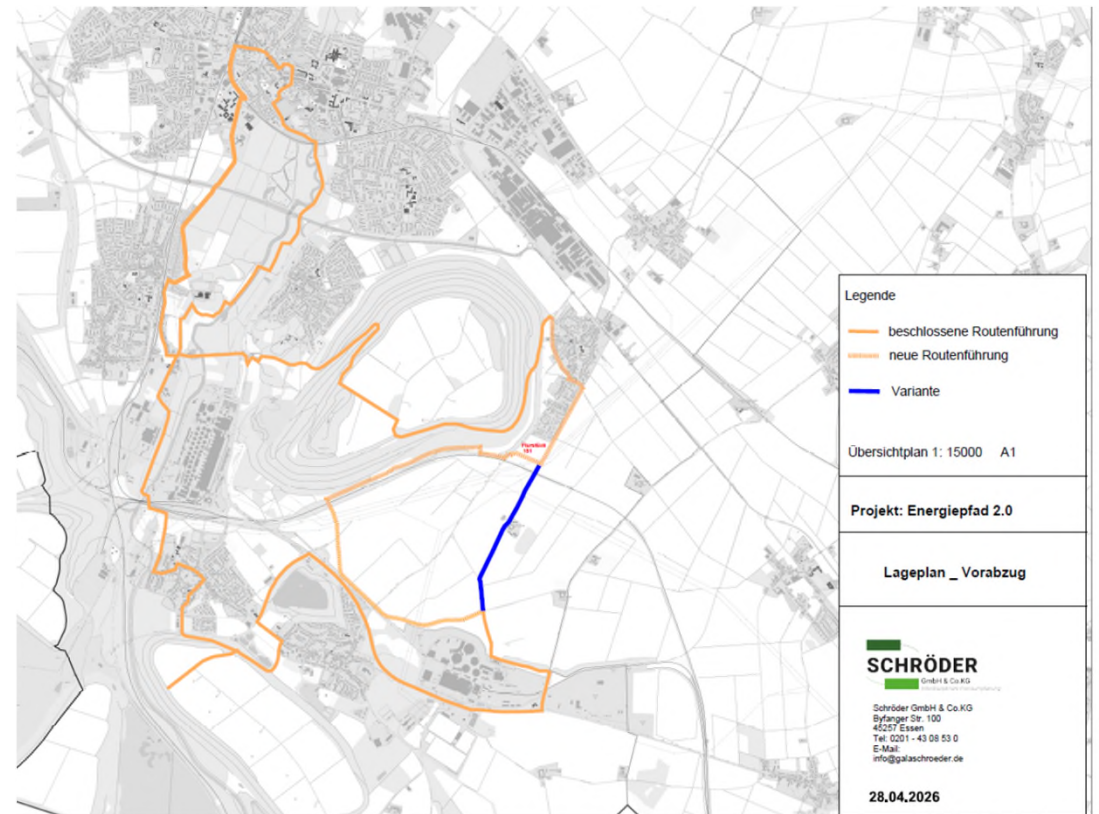 Legende
beschlossene Routenführung
neue Routenführung
Variante
Übersichtplan 1: 15000 A1
Projekt: Energiepfad 2.0
Lageplan _ Vorabzug
SCHRÖDER
GmbH & Co.KG
Schröder GmbH & Co.KG
Byfanger Str. 100
45257 Essen
Tel: 0201 - 43 08 53 0
E-Mail:
info@galaschroeder.de
28.04.2026